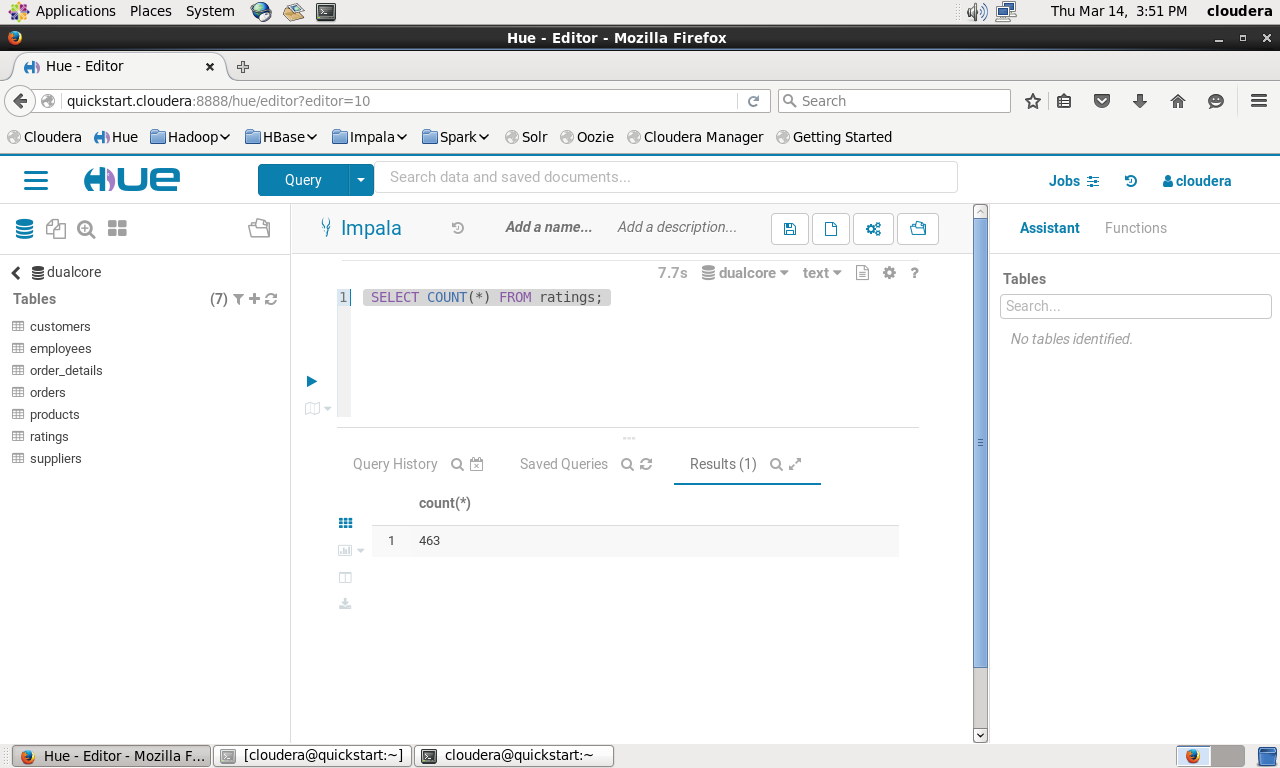 Applications Places System Thu Mar 14, 3:51 PM cloudera
Hue - Editor - Mozilla Firefox
Hue - Editor
quickstart.cloudera:8888/hue/editor?editor=10 Search
Cloudera Hue Hadoop HBase Impala Spark Solr Oozie Cloudera Manager Getting Started
HUE Query Search data and saved documents... Jobs cloudera
Impala Add a name... Add a description... Assistant Functions
dualcore 7.7s dualcore text ?
Tables (7) Tables
1 SELECT COUNT(*) FROM ratings; Search...
customers
No tables identified.
employees
order_details
orders
products
ratings
suppliers
Query History Saved Queries Results (1)
count(*)
1 463
Hue - Editor - Mozilla F... [cloudera@quickstart:~] cloudera@quickstart:~